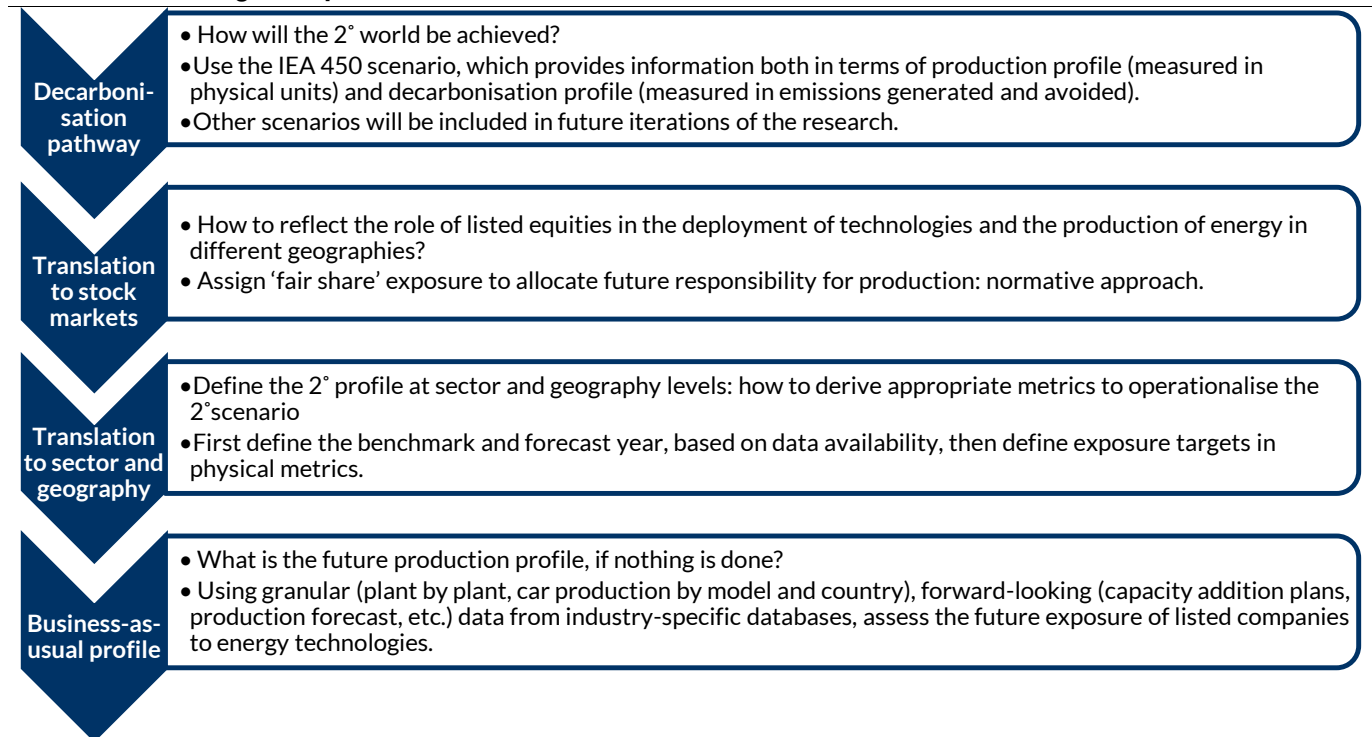 Decarboni-
sation
pathway
• How will the 2˚ world be achieved?
•Use the IEA 450 scenario, which provides information both in terms of production profile (measured in
physical units) and decarbonisation profile (measured in emissions generated and avoided).
•Other scenarios will be included in future iterations of the research.
Translation
to stock
markets
• How to reflect the role of listed equities in the deployment of technologies and the production of energy in
different geographies?
• Assign ‘fair share’ exposure to allocate future responsibility for production: normative approach.
Translation
to sector and
geography
•Define the 2˚ profile at sector and geography levels: how to derive appropriate metrics to operationalise the
2˚scenario
•First define the benchmark and forecast year, based on data availability, then define exposure targets in
physical metrics.
Business-as-
usual profile
• What is the future production profile, if nothing is done?
• Using granular (plant by plant, car production by model and country), forward-looking (capacity addition plans,
production forecast, etc.) data from industry-specific databases, assess the future exposure of listed companies
to energy technologies.